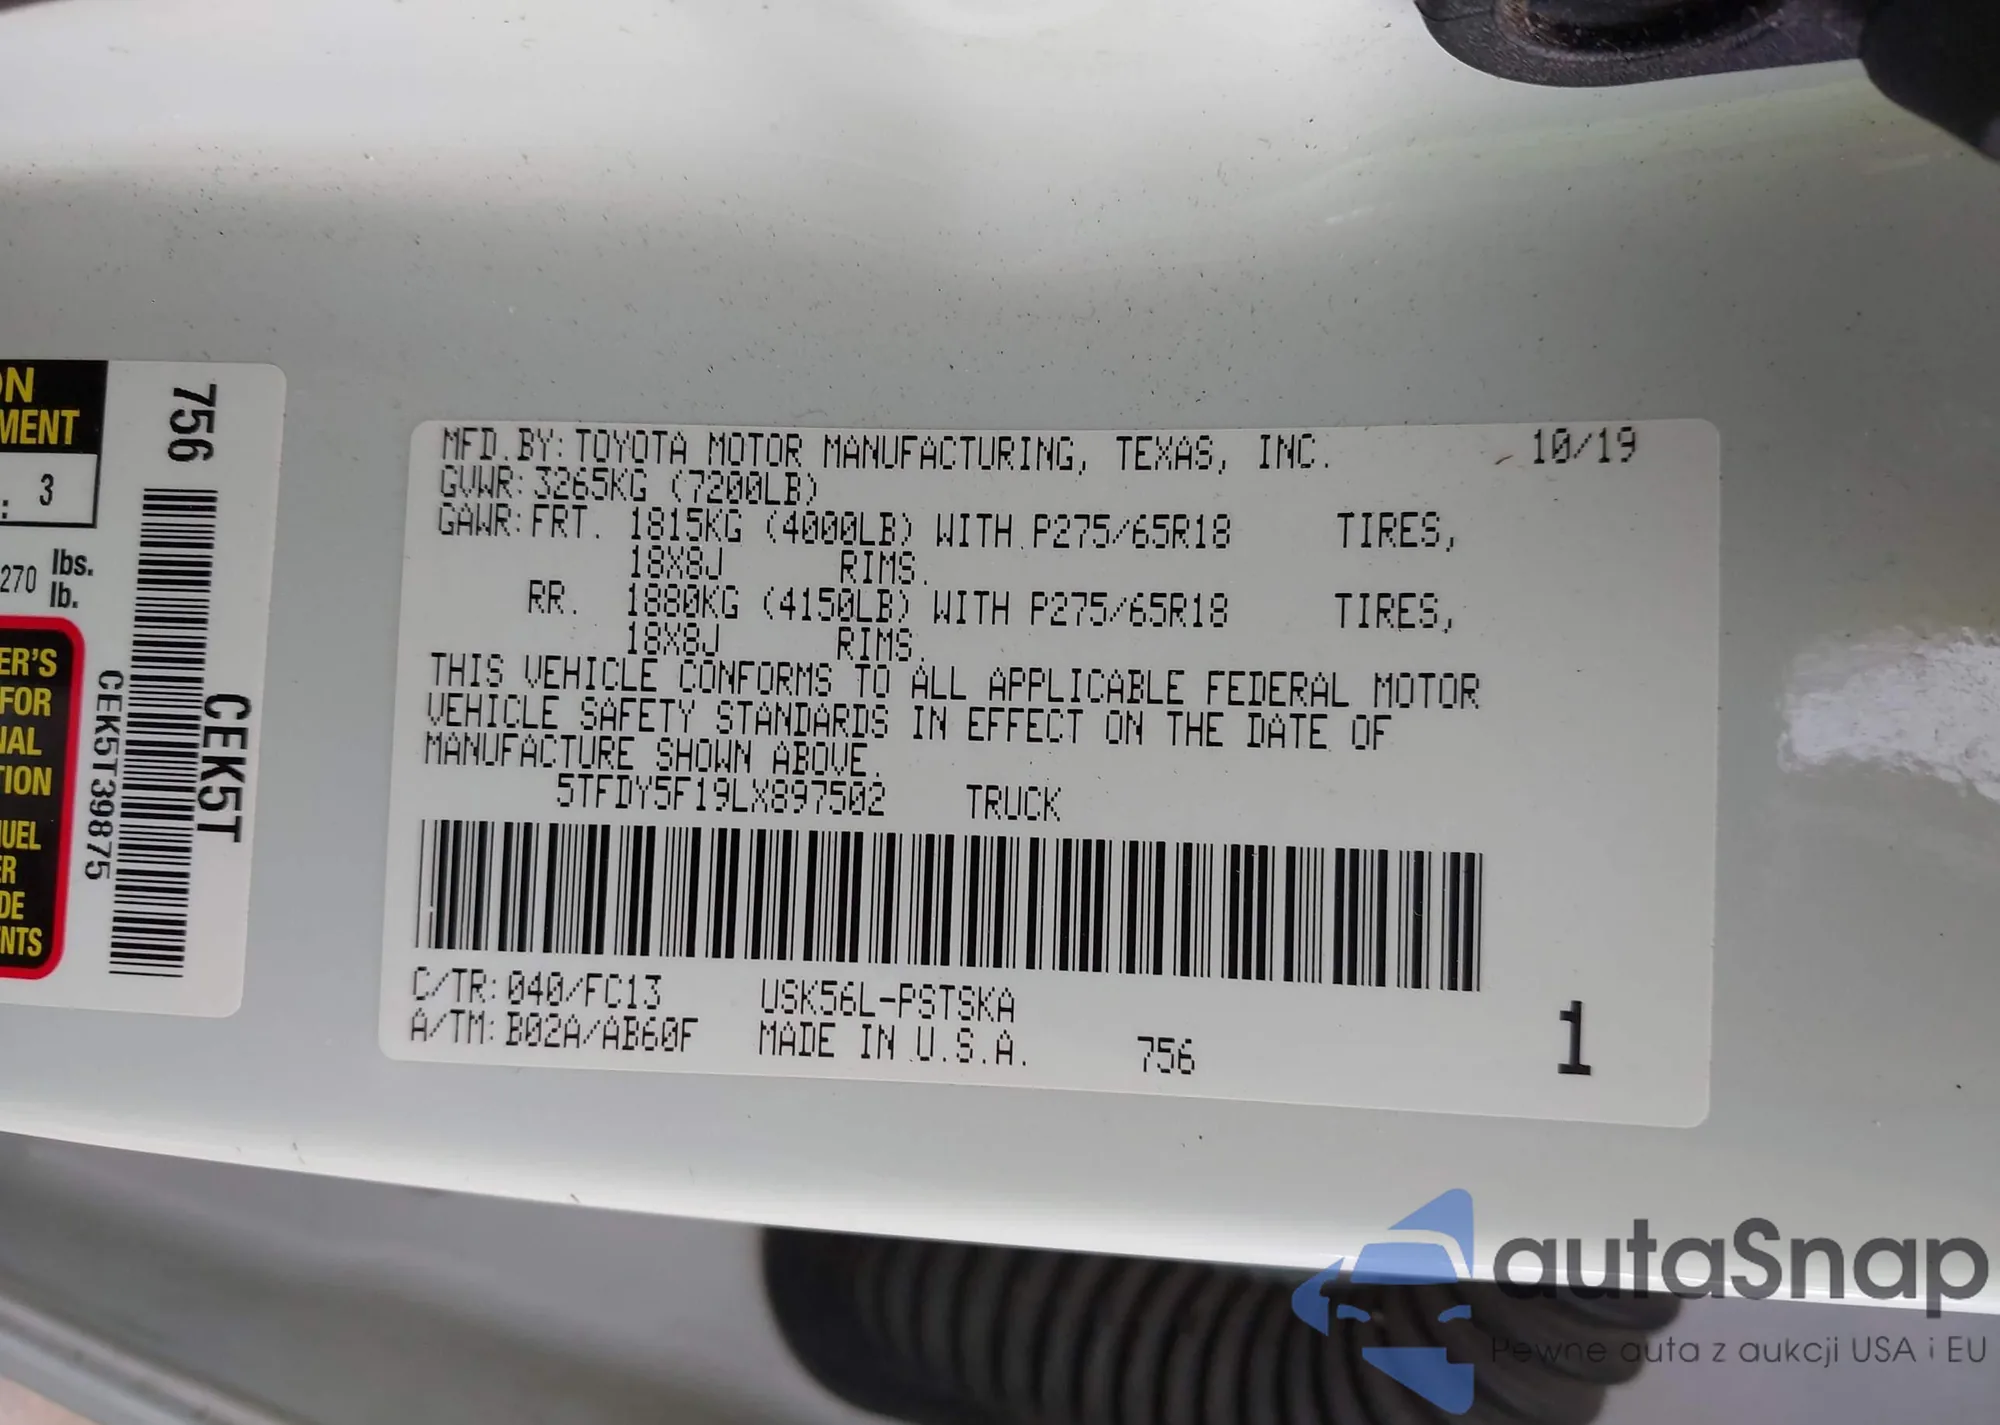 ON
MENT
: 3
270 lbs.
lb.
ER'S
FOR
NAL
TION
UEL
ER
DE
NTS
756
CEK5T
CEK5T39875
MFD.BY: TOYOTA MOTOR MANUFACTURING, TEXAS, INC. 10/19
GVWR: 3265KG (7200LB)
GAWR: FRT. 1815KG (4000LB) WITH P275/65R18 TIRES,
18X8J RIMS.
RR. 1880KG (4150LB) WITH P275/65R18 TIRES,
18X8J RIMS.
THIS VEHICLE CONFORMS TO ALL APPLICABLE FEDERAL MOTOR
VEHICLE SAFETY STANDARDS IN EFFECT ON THE DATE OF
MANUFACTURE SHOWN ABOVE.
5TFDY5F19LX897502 TRUCK
C/TR: 040/FC13 USK56L-PSTSKA
A/TM: B02A/AB60F MADE IN U.S.A. 756 1
autaSnap
Pewne auta z aukcji USA i EU